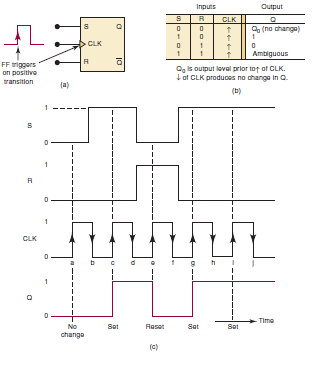 S
Q
CLK
R
Q
FF triggers
on positive
transition
(a)
Inputs Output
S R CLK Q
0 0 ↑ Q0 (no change)
1 0 ↑ 1
0 1 ↑ 0
1 1 ↑ Ambiguous
Q0 is output level prior to ↑ of CLK.
↓ of CLK produces no change in Q.
(b)
1
S
0
1
R
0
1
CLK
0
a b c d e f g h i j
1
Q
0
Time
No change Set Reset Set Set
(c)